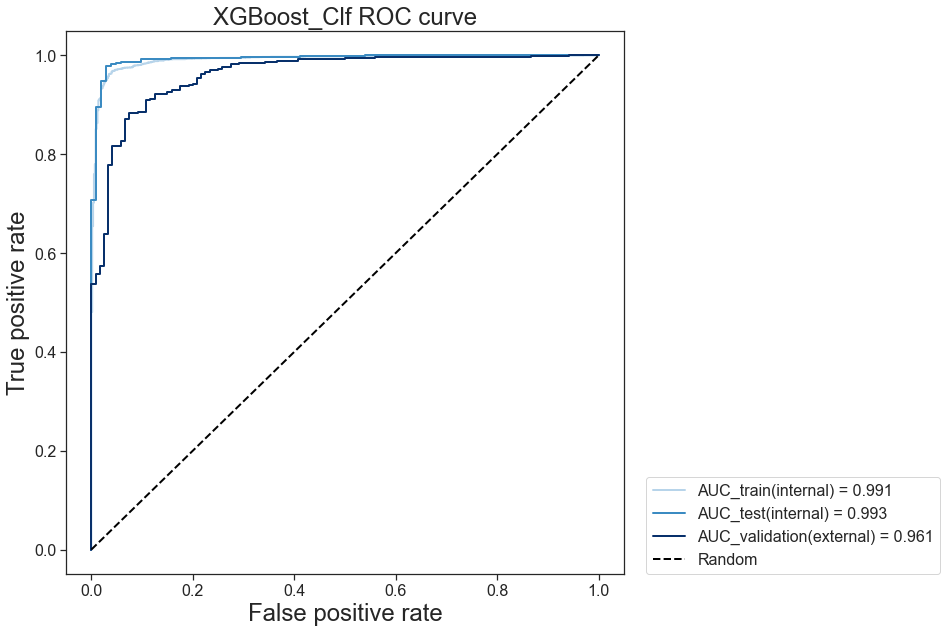 XGBoost_Clf ROC curve
True positive rate
1.0
0.8
0.6
0.4
0.2
0.0
0.0 0.2 0.4 0.6 0.8 1.0
False positive rate
AUC_train(internal) = 0.991
AUC_test(internal) = 0.993
AUC_validation(external) = 0.961
Random